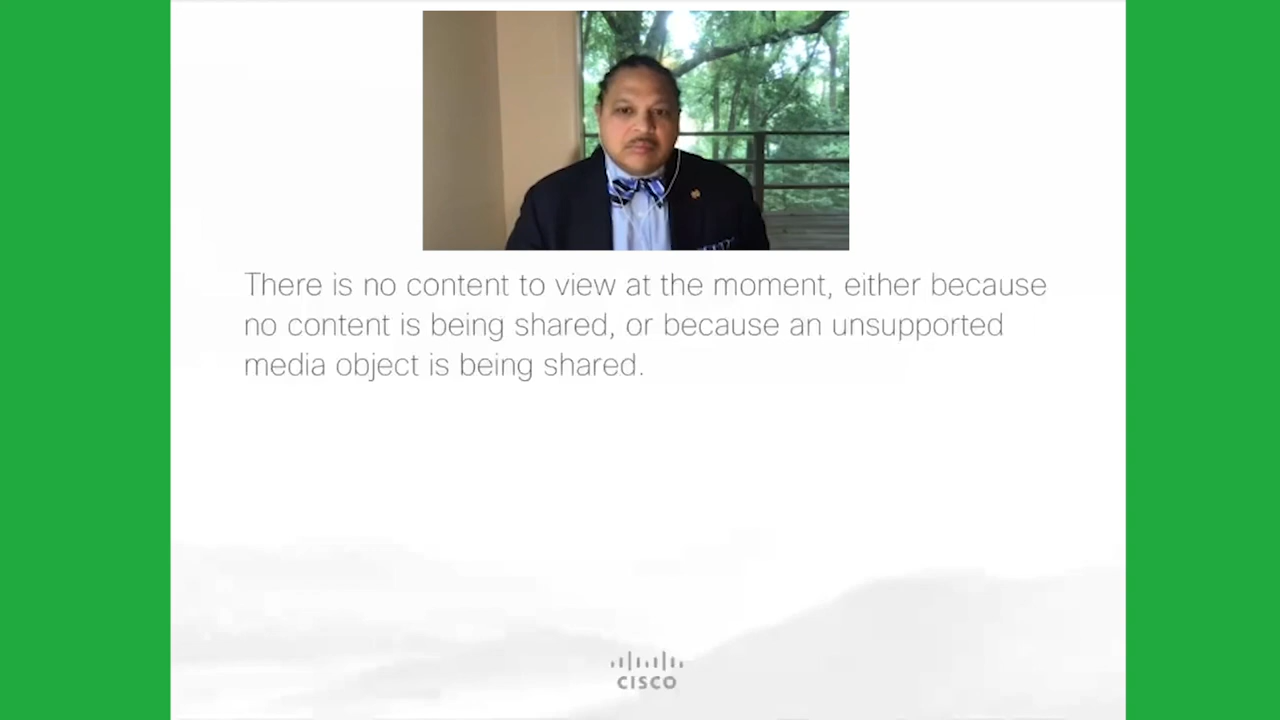 There is no content to view at the moment, either because
no content is being shared, or because an unsupported
media object is being shared.
CISCO